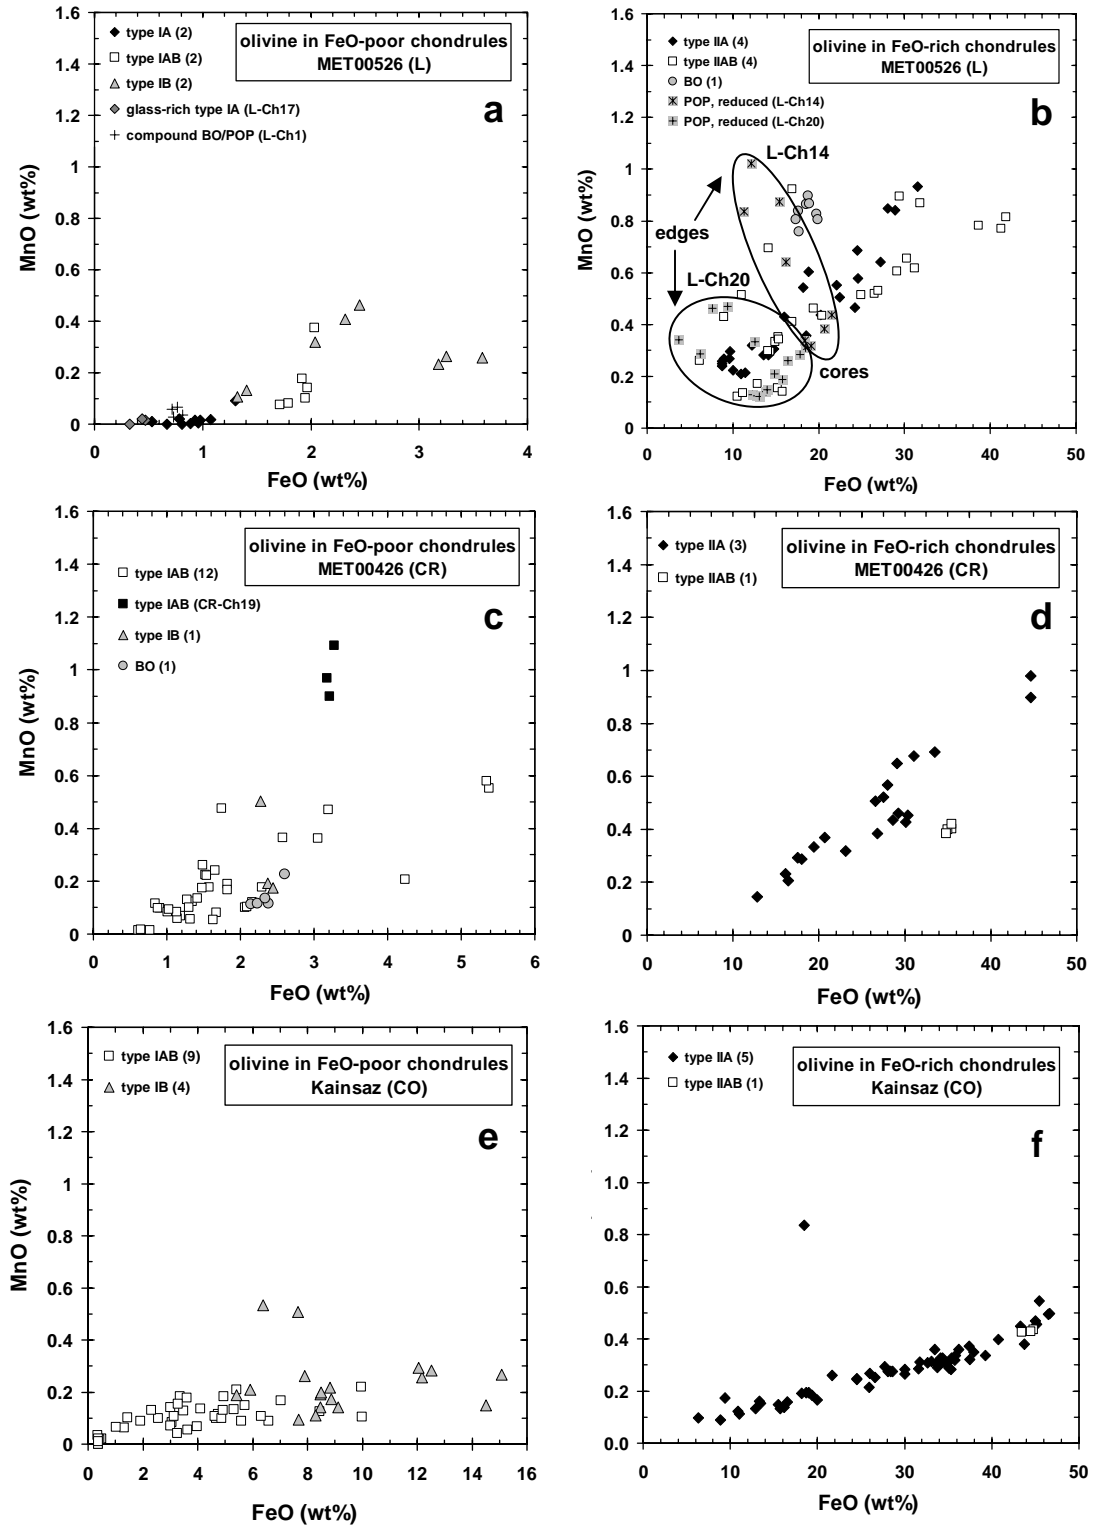 type IA (2)
type IAB (2)
type IB (2)
glass-rich type IA (L-Ch17)
compound BO/POP (L-Ch1)
olivine in FeO-poor chondrules
MET00526 (L)
a
1.6
1.4
1.2
1
0.8
0.6
0.4
0.2
0
MnO (wt%)
0
1
2
3
4
FeO (wt%)
type IIA (4)
type IIAB (4)
BO (1)
POP, reduced (L-Ch14)
POP, reduced (L-Ch20)
olivine in FeO-rich chondrules
MET00526 (L)
b
L-Ch14
edges
L-Ch20
cores
1.6
1.4
1.2
1
0.8
0.6
0.4
0.2
0
MnO (wt%)
0
10
20
30
40
50
FeO (wt%)
olivine in FeO-poor chondrules
MET00426 (CR)
type IAB (12)
type IAB (CR-Ch19)
type IB (1)
BO (1)
c
1.6
1.4
1.2
1
0.8
0.6
0.4
0.2
0
MnO (wt%)
0
1
2
3
4
5
6
FeO (wt%)
type IIA (3)
type IIAB (1)
olivine in FeO-rich chondrules
MET00426 (CR)
d
1.6
1.4
1.2
1
0.8
0.6
0.4
0.2
0
0
10
20
30
40
50
FeO (wt%)
type IAB (9)
type IB (4)
olivine in FeO-poor chondrules
Kainsaz (CO)
e
1.6
1.4
1.2
1
0.8
0.6
0.4
0.2
0
MnO (wt%)
0
2
4
6
8
10
12
14
16
FeO (wt%)
type IIA (5)
type IIAB (1)
olivine in FeO-rich chondrules
Kainsaz (CO)
f
1.6
1.4
1.2
1.0
0.8
0.6
0.4
0.2
0.0
0
10
20
30
40
50
FeO (wt%)